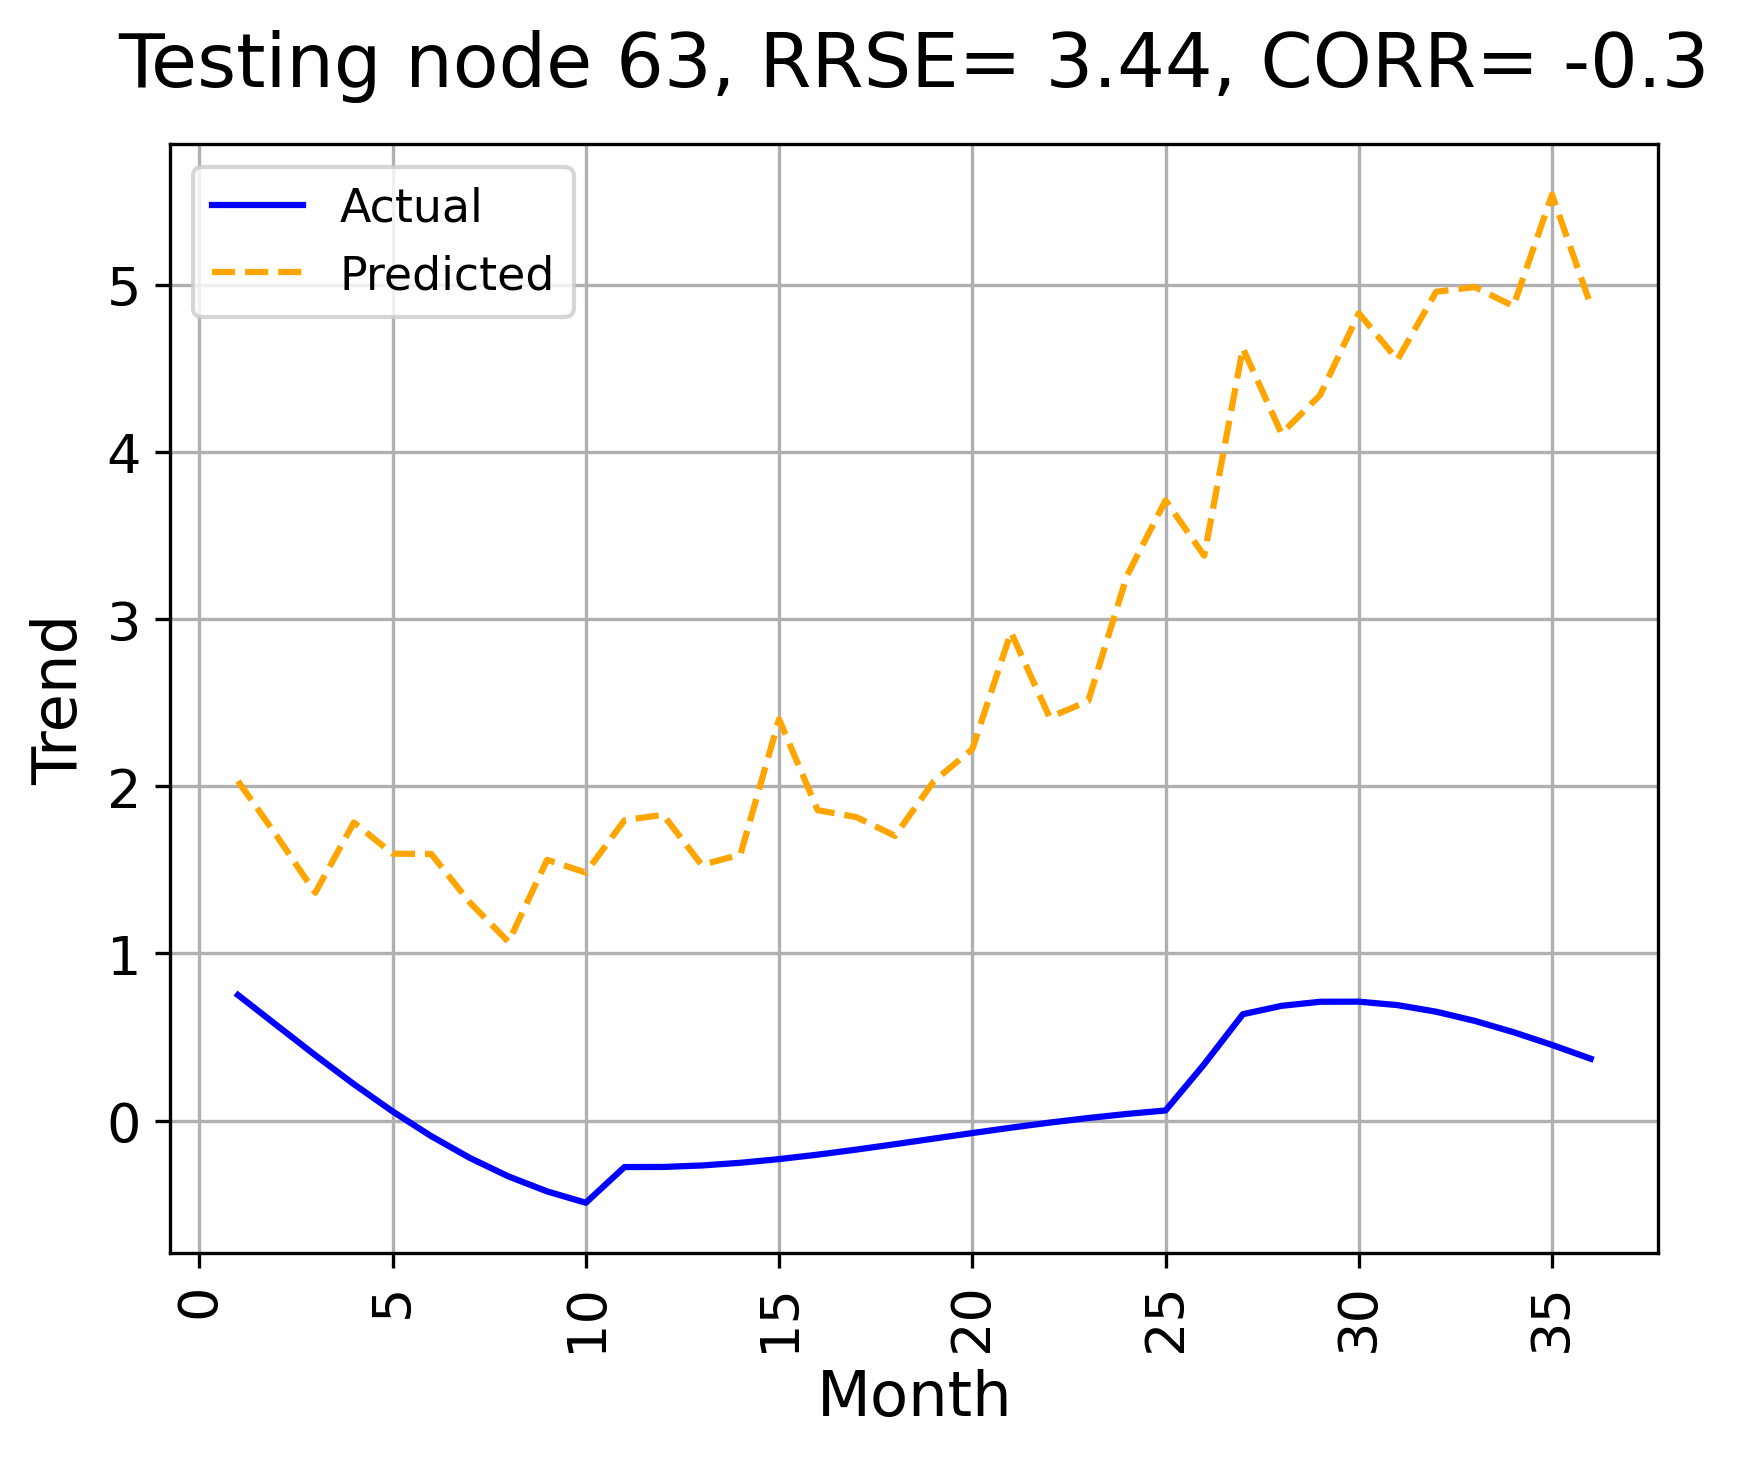 Testing node 63, RRSE= 3.44, CORR= -0.3
Actual
Predicted
Trend
5
4
3
2
1
0
0
5
10
15
20
25
30
35
Month